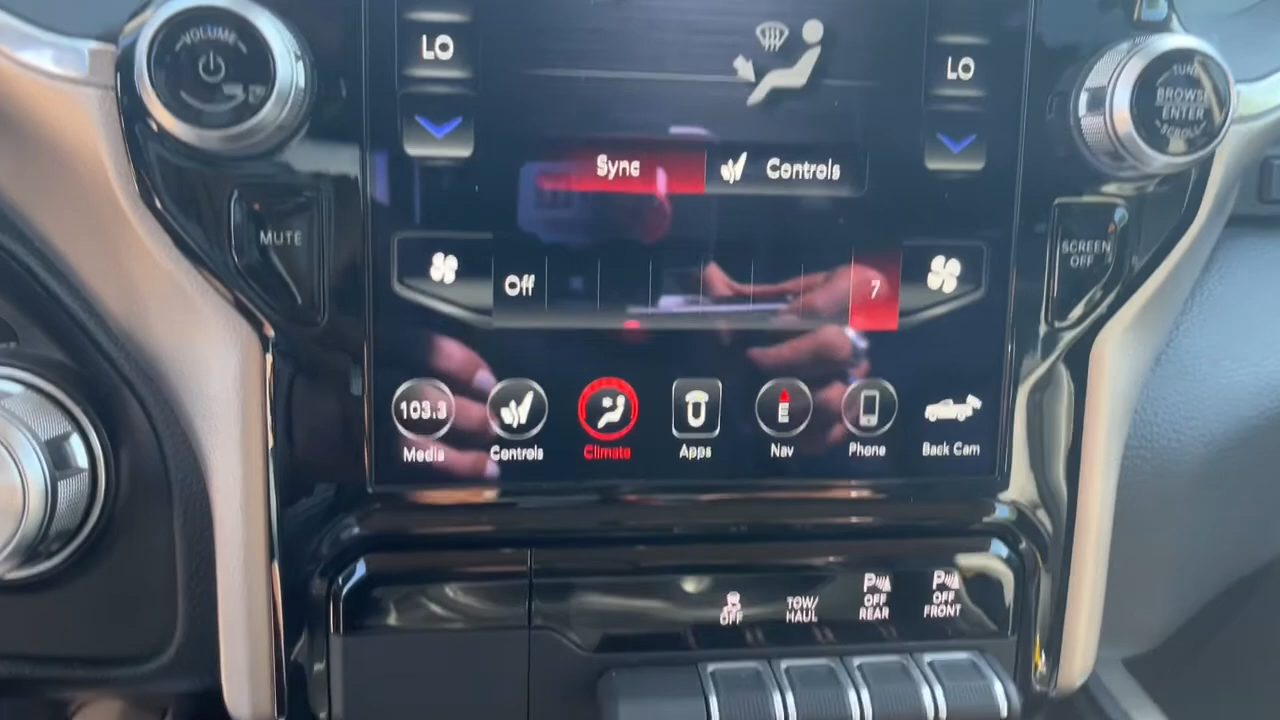 VOLUME
LO
LO
TUNE
BROWSE
ENTER
SCROLL
Sync
Controls
MUTE
SCREEN
OFF
Off
7
103.3
Media
Controls
Climate
Apps
Nav
Phone
Back Cam
OFF
TOW/
HAUL
P
OFF
REAR
P
OFF
FRONT